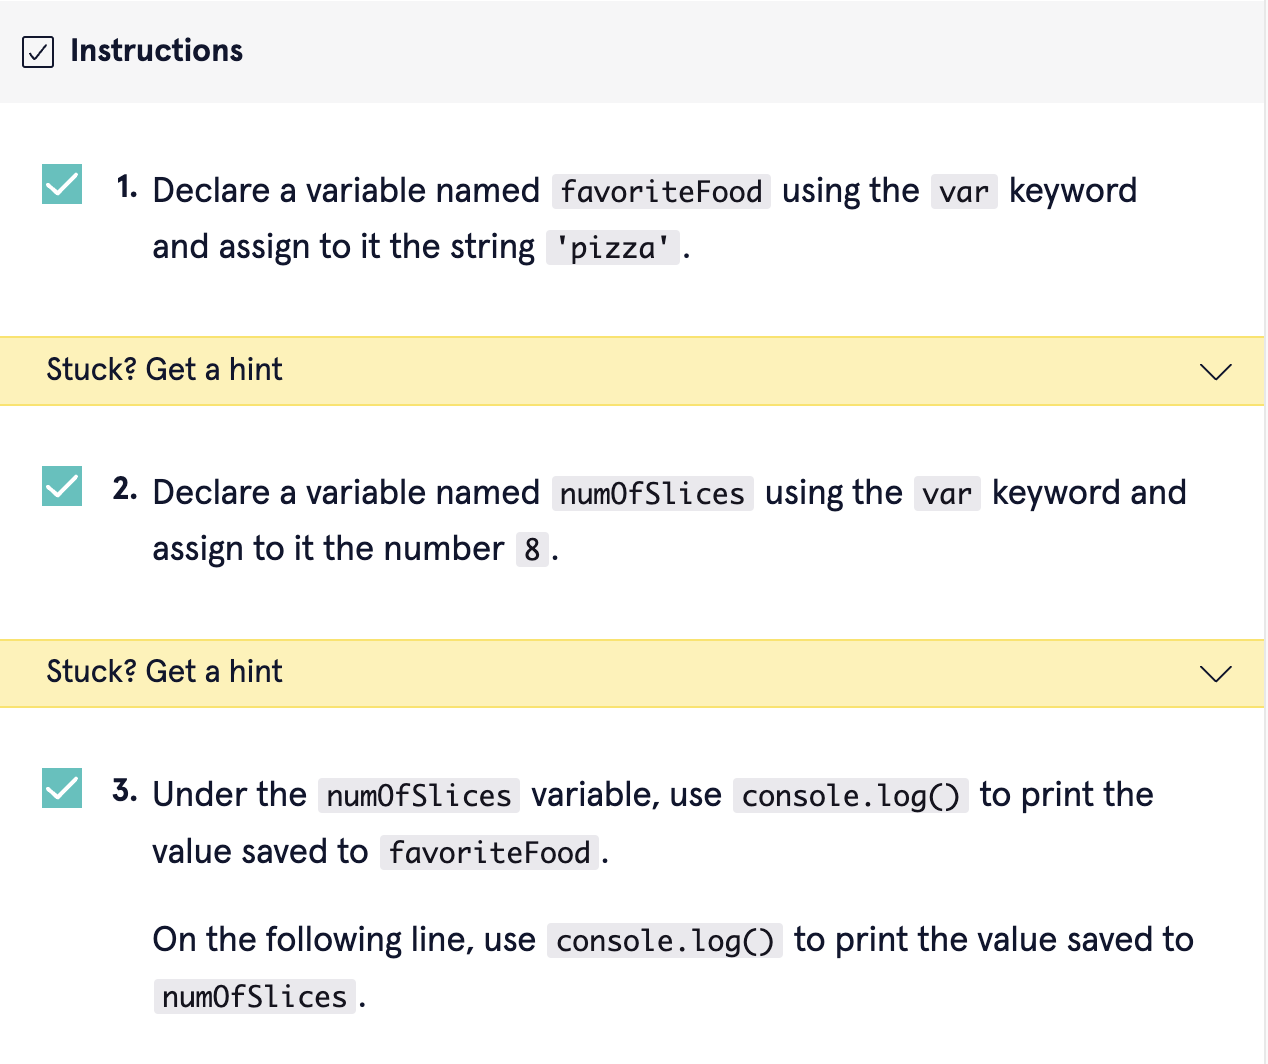 Instructions
1. Declare a variable named favoriteFood using the var keyword
and assign to it the string 'pizza'.
Stuck? Get a hint
2. Declare a variable named numOfSlices using the var keyword and
assign to it the number 8.
Stuck? Get a hint
3. Under the numOfSlices variable, use console.log() to print the
value saved to favoriteFood.
On the following line, use console.log() to print the value saved to
numOfSlices.